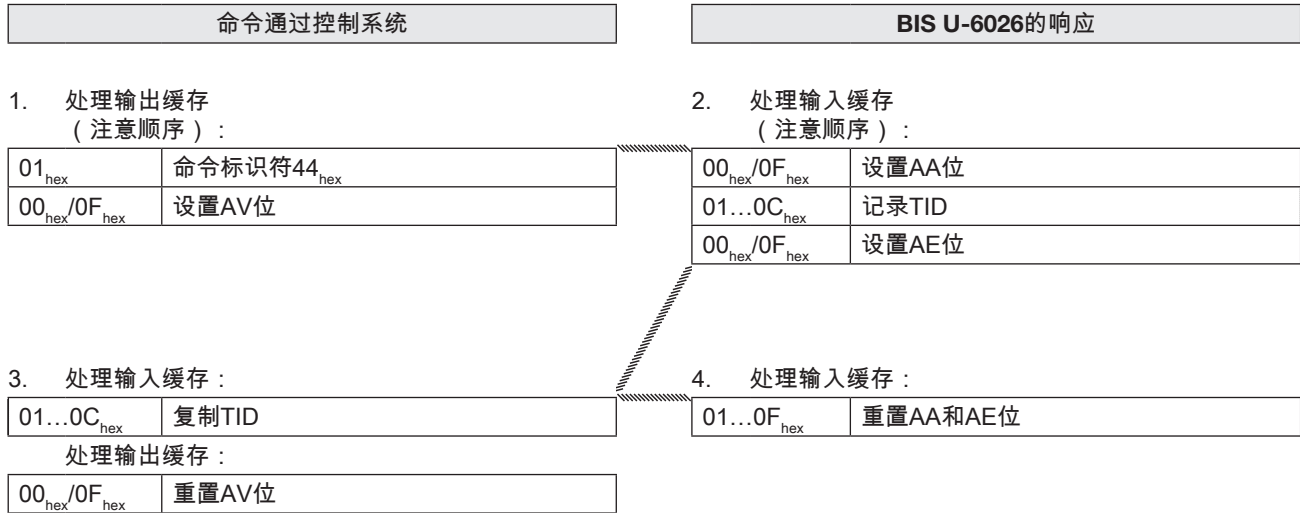 命令通过控制系统
BIS U-6026的响应
1. 处理输出缓存
（注意顺序）:
01hex 命令标识符44hex
00hex/0Fhex 设置AV位
2. 处理输入缓存
（注意顺序）:
00hex/0Fhex 设置AA位
01…0Chex 记录TID
00hex/0Fhex 设置AE位
3. 处理输入缓存:
01…0Chex 复制TID
处理输出缓存:
00hex/0Fhex 重置AV位
4. 处理输入缓存:
01…0Fhex 重置AA和AE位